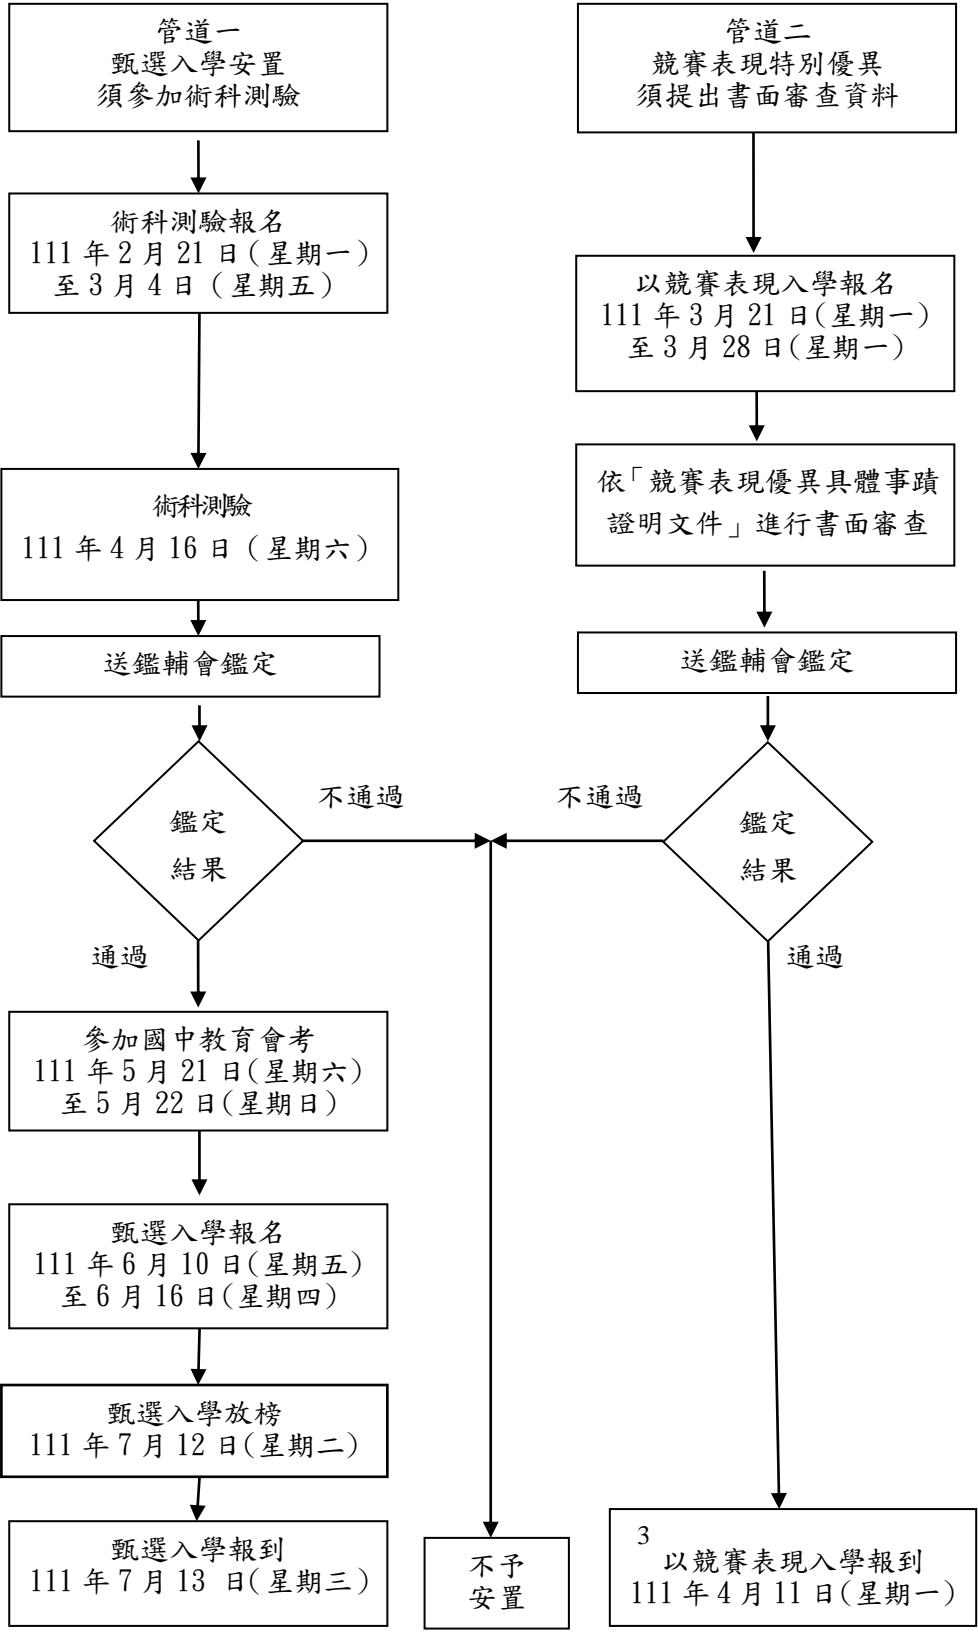 管道一
甄選入學安置
須參加術科測驗
術科測驗報名
111 年 2 月 21 日(星期一)
至 3 月 4 日 (星期五)
術科測驗
111 年 4 月 16 日 (星期六)
送鑑輔會鑑定
鑑定
結果
不通過
通過
參加國中教育會考
111 年 5 月 21 日(星期六)
至 5 月 22 日(星期日)
甄選入學報名
111 年 6 月 10 日(星期五)
至 6 月 16 日(星期四)
甄選入學放榜
111 年 7 月 12 日(星期二)
甄選入學報到
111 年 7 月 13 日(星期三)
管道二
競賽表現特別優異
須提出書面審查資料
以競賽表現入學報名
111 年 3 月 21 日(星期一)
至 3 月 28 日(星期一)
依「競賽表現優異具體事蹟
證明文件」進行書面審查
送鑑輔會鑑定
鑑定
結果
不通過
通過
不予
安置
3
以競賽表現入學報到
111 年 4 月 11 日(星期一)